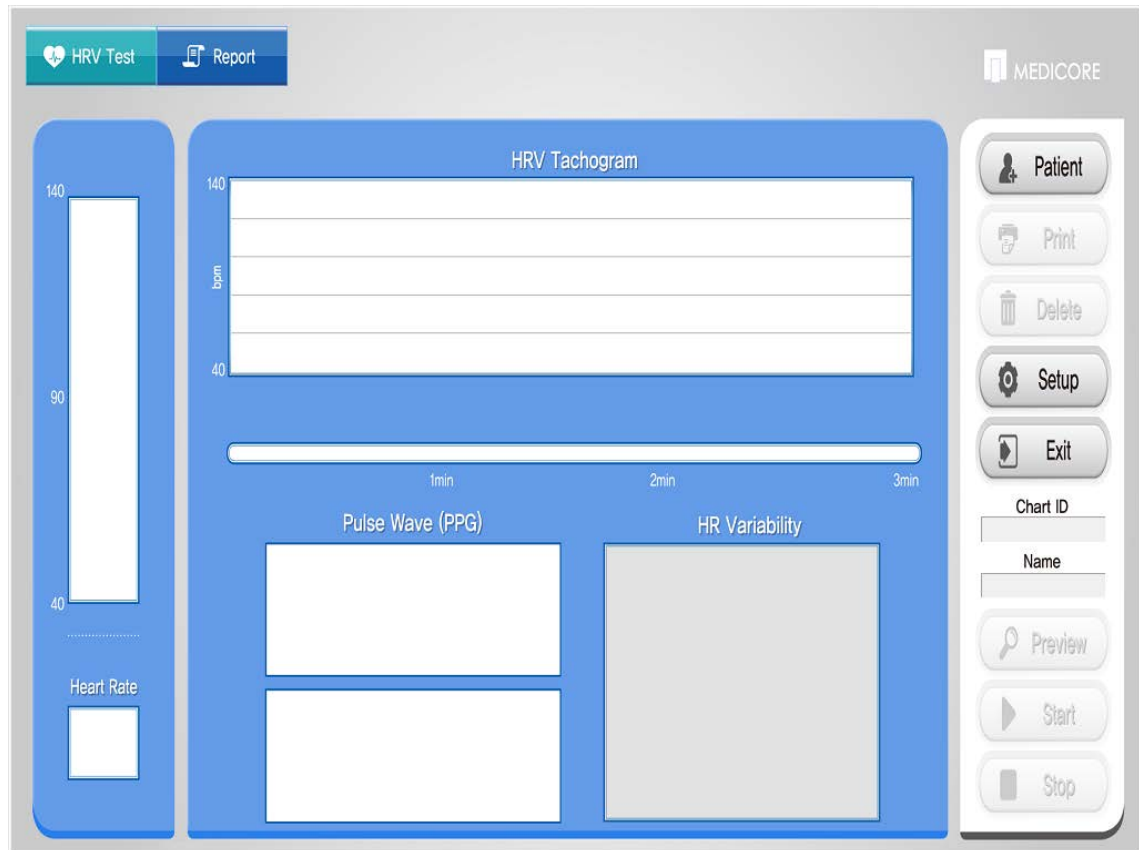 HRV Test
Report
MEDICORE
140
90
40
Heart Rate
HRV Tachogram
140
bpm
40
1min 2min 3min
Pulse Wave (PPG)
HR Variability
Patient
Print
Delete
Setup
Exit
Chart ID
Name
Preview
Start
Stop